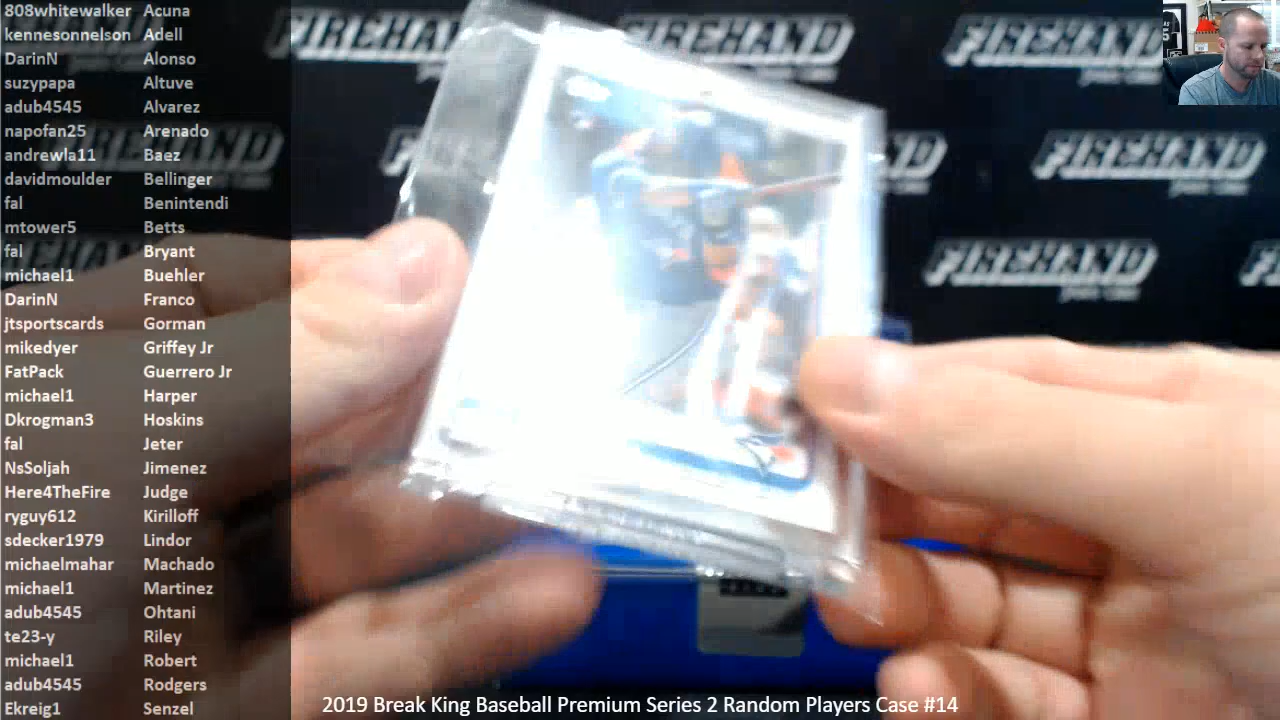 808whitewalker Acuna
kennesonnelson Adell
DarinN Alonso
suzypapa Altuve
adub4545 Alvarez
napofan25 Arenado
andrewla11 Baez
davidmoulder Bellinger
fal Benintendi
mtower5 Betts
fal Bryant
michael1 Buehler
DarinN Franco
jtsportscards Gorman
mikedyer Griffey Jr
FatPack Guerrero Jr
michael1 Harper
Dkrogman3 Hoskins
fal Jeter
NsSoljah Jimenez
Here4TheFire Judge
ryguy612 Kirilloff
sdecker1979 Lindor
michaelmahar Machado
michael1 Martinez
adub4545 Ohtani
te23-y Riley
michael1 Robert
adub4545 Rodgers
Ekreig1 Senzel
FIREHAND FIREHAND FIREHAND
FIREHAND FIREHAND
FIREHAND
2019 Break King Baseball Premium Series 2 Random Players Case #14